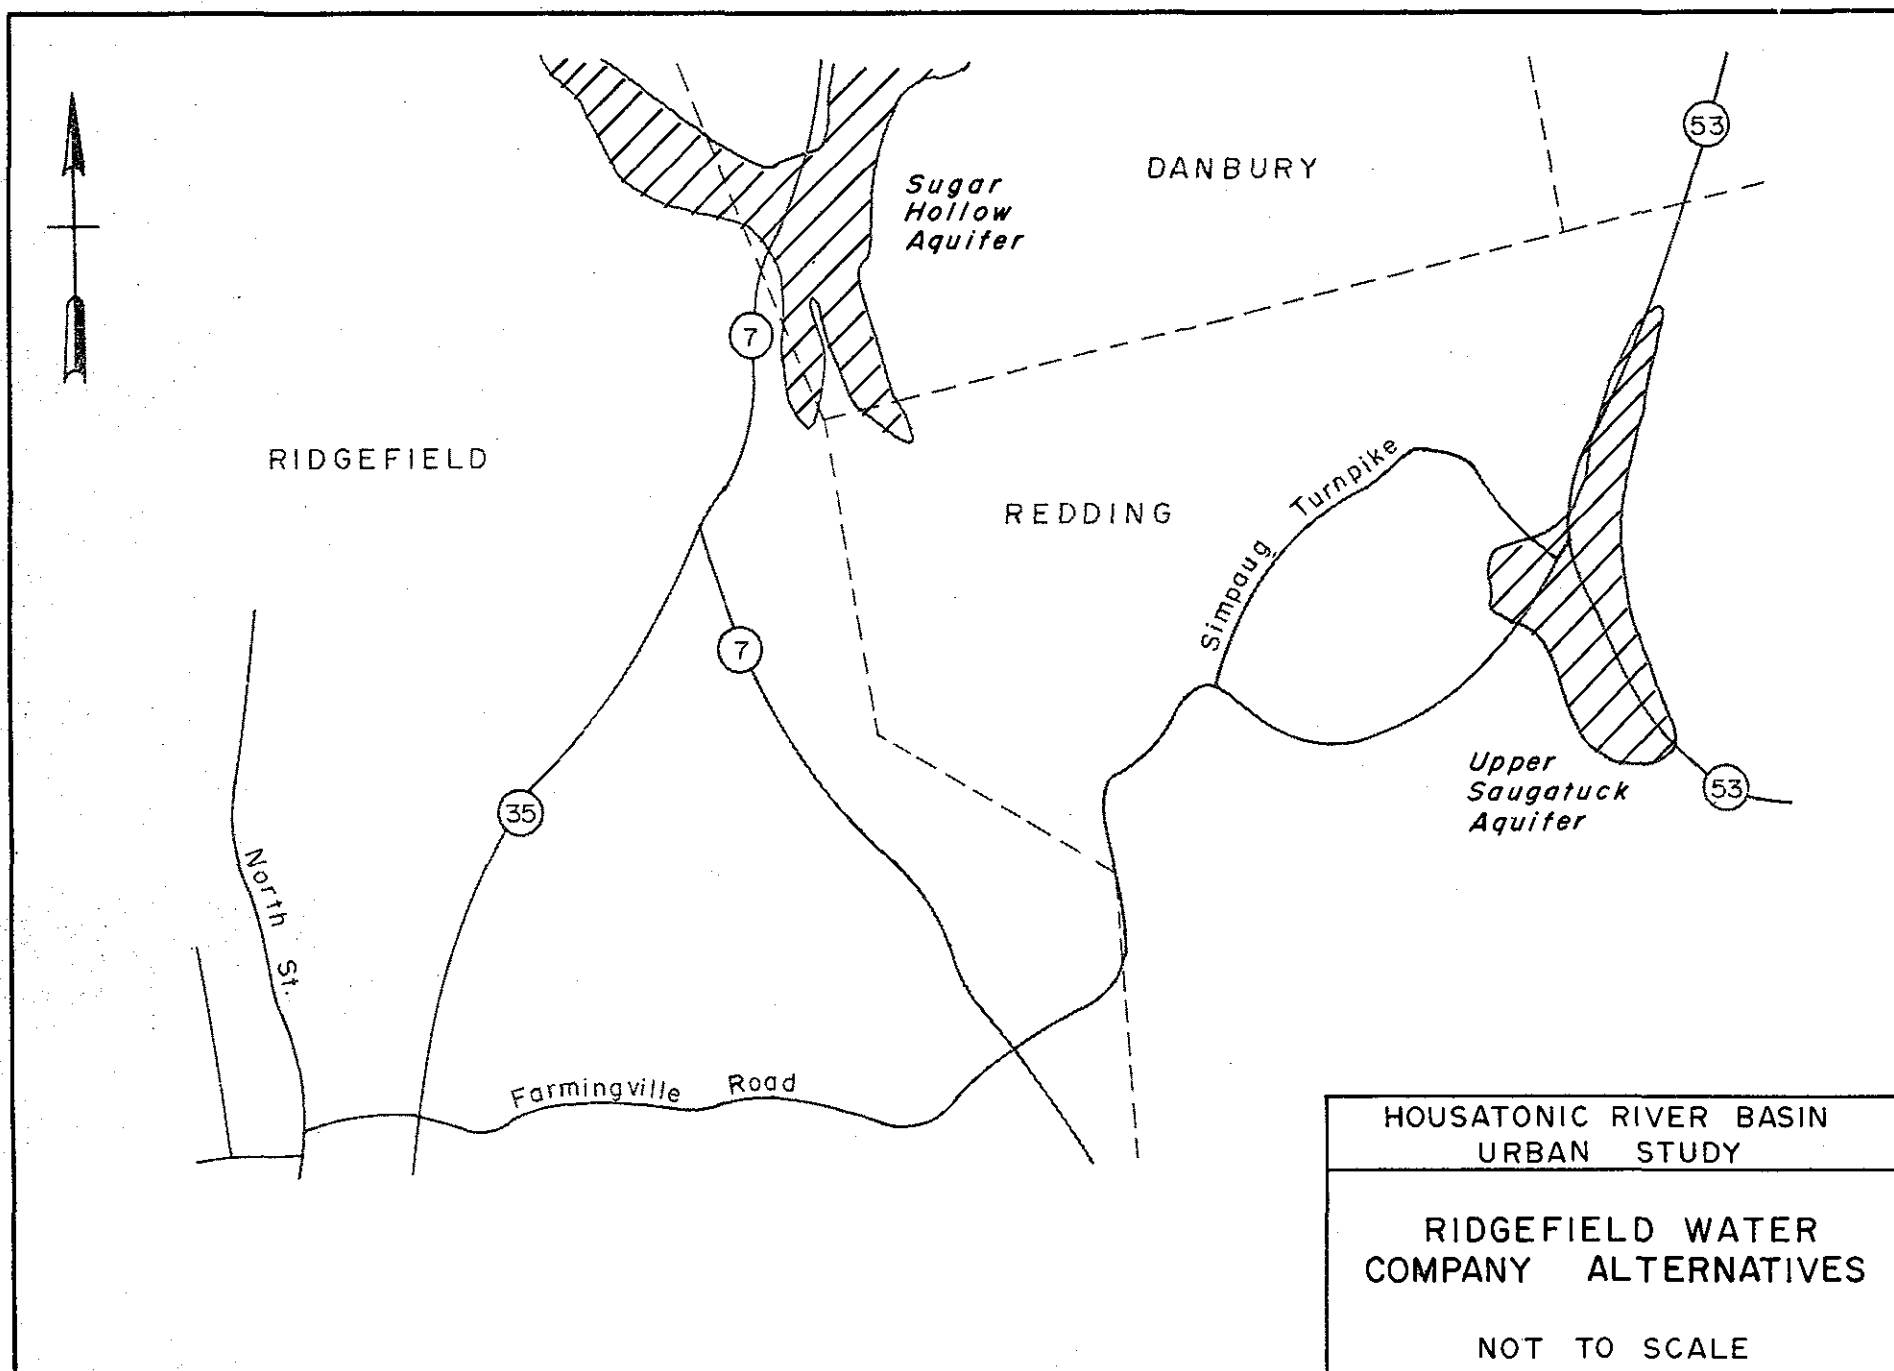 53
DANBURY
Sugar
Hollow
Aquifer
7
RIDGEFIELD
REDDING
Simpaug Turnpike
7
Upper
Saugatuck
Aquifer
53
35
North St.
Farmingville Road
HOUSATONIC RIVER BASIN
URBAN STUDY
RIDGEFIELD WATER
COMPANY ALTERNATIVES
NOT TO SCALE